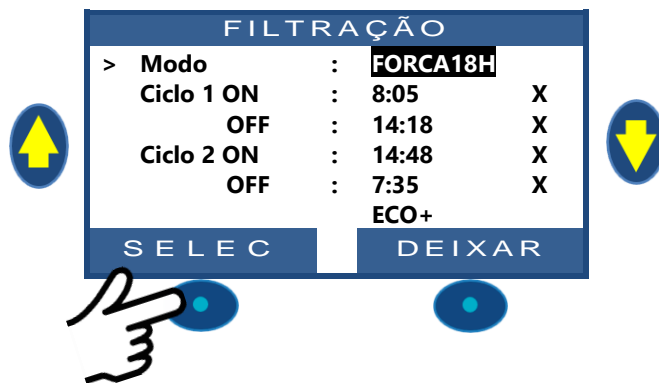 FILTRAÇÃO
> Modo : FORCA18H
Ciclo 1 ON : 8:05 X
OFF : 14:18 X
Ciclo 2 ON : 14:48 X
OFF : 7:35 X
ECO+
SELEC DEIXAR